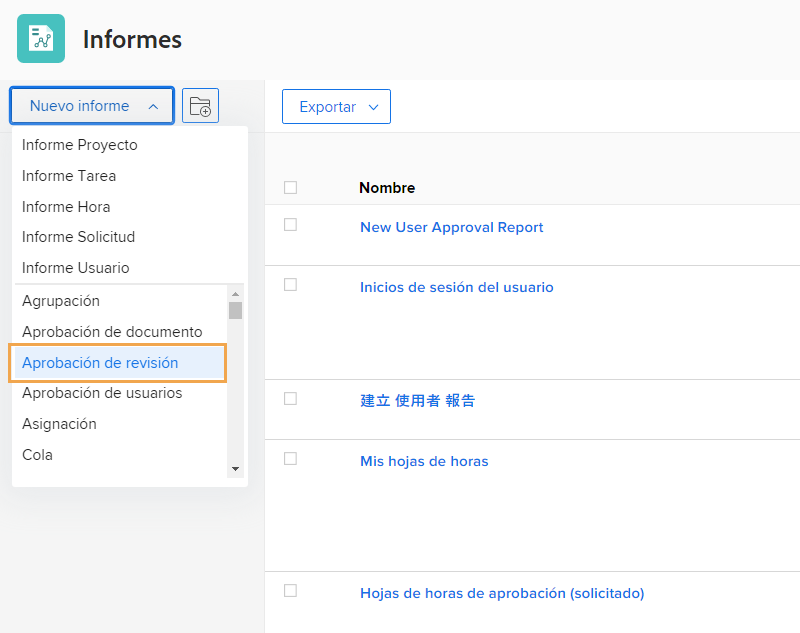 Informes
Nuevo informe
Exportar
Informe Proyecto
Informe Tarea
Informe Hora
Informe Solicitud
Informe Usuario
Agrupación
Aprobación de documento
Aprobación de revisión
Aprobación de usuarios
Asignación
Cola
Nombre
New User Approval Report
Inicios de sesión del usuario
建立 使用者 報告
Mis hojas de horas
Hojas de horas de aprobación (solicitado)